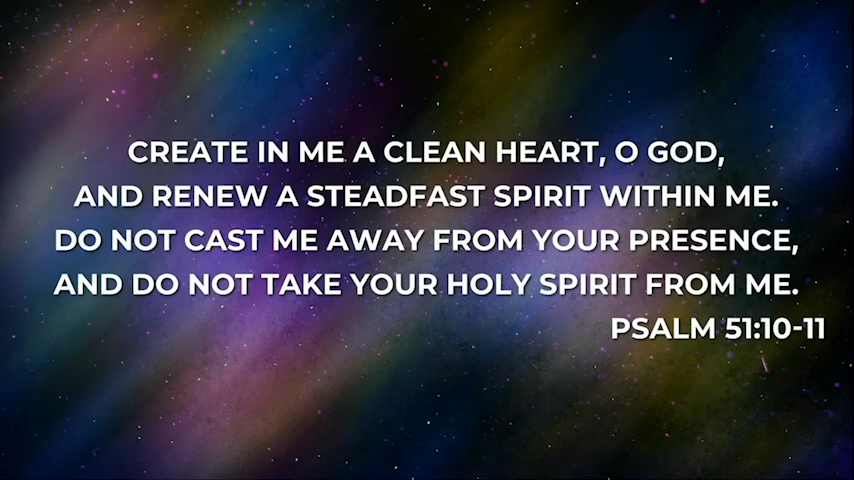 CREATE IN ME A CLEAN HEART, O GOD,
AND RENEW A STEADFAST SPIRIT WITHIN ME.
DO NOT CAST ME AWAY FROM YOUR PRESENCE,
AND DO NOT TAKE YOUR HOLY SPIRIT FROM ME.
PSALM 51:10-11